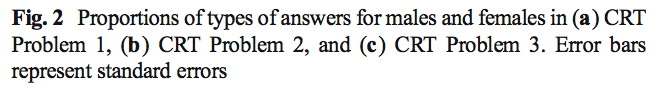 Fig. 2 Proportions of types of answers for males and females in (a) CRT
Problem 1, (b) CRT Problem 2, and (c) CRT Problem 3. Error bars
represent standard errors